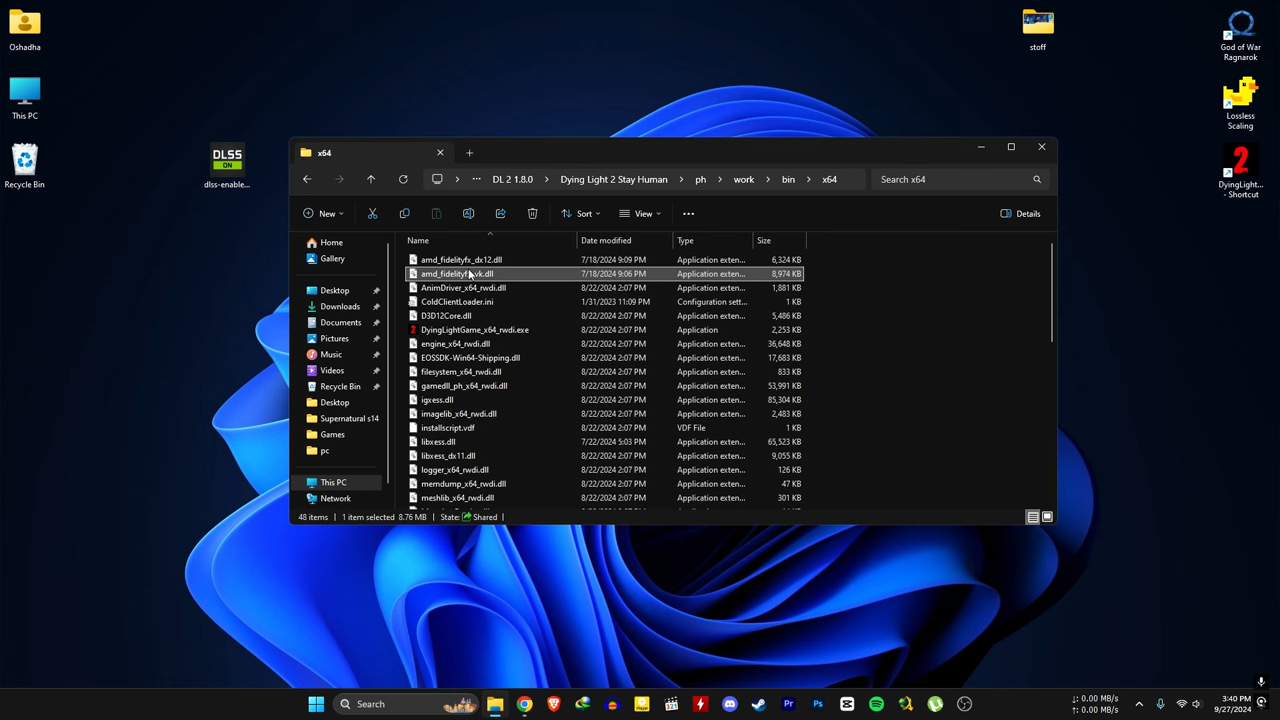 Oshadha
This PC
Recycle Bin
DLSS
ON
dlss-enable...
stoff
God of War
Ragnarok
Lossless
Scaling
2
DyingLight...
- Shortcut
x64
DL 2 1.8.0 > Dying Light 2 Stay Human > ph > work > bin > x64
Search x64
New
Sort
View
Details
Home
Gallery
Desktop
Downloads
Documents
Pictures
Music
Videos
Recycle Bin
Desktop
Supernatural s14
Games
pc
This PC
Network
Name Date modified Type Size
amd_fidelityfx_dx12.dll 7/18/2024 9:09 PM Application exten... 6,324 KB
amd_fidelityfx_vk.dll 7/18/2024 9:06 PM Application exten... 8,974 KB
AnimDriver_x64_rwdi.dll 8/22/2024 2:07 PM Application exten... 1,881 KB
ColdClientLoader.ini 1/31/2023 11:09 PM Configuration sett... 1 KB
D3D12Core.dll 8/22/2024 2:07 PM Application exten... 5,486 KB
DyingLightGame_x64_rwdi.exe 8/22/2024 2:07 PM Application 2,253 KB
engine_x64_rwdi.dll 8/22/2024 2:07 PM Application exten... 36,648 KB
EOSSDK-Win64-Shipping.dll 8/22/2024 2:07 PM Application exten... 17,683 KB
filesystem_x64_rwdi.dll 8/22/2024 2:07 PM Application exten... 833 KB
gamedll_ph_x64_rwdi.dll 8/22/2024 2:07 PM Application exten... 53,991 KB
igxess.dll 8/22/2024 2:07 PM Application exten... 85,304 KB
imagelib_x64_rwdi.dll 8/22/2024 2:07 PM Application exten... 2,483 KB
installscript.vdf 8/22/2024 2:07 PM VDF File 1 KB
libxess.dll 7/22/2024 5:03 PM Application exten... 65,523 KB
libxess_dx11.dll 8/22/2024 2:07 PM Application exten... 9,055 KB
logger_x64_rwdi.dll 8/22/2024 2:07 PM Application exten... 126 KB
memdump_x64_rwdi.dll 8/22/2024 2:07 PM Application exten... 47 KB
meshlib_x64_rwdi.dll 8/22/2024 2:07 PM Application exten... 301 KB
48 items 1 item selected 8.76 MB State: Shared
Search
Pr
Ps
↓: 0.00 MB/s
↑: 0.00 MB/s
3:40 PM
9/27/2024